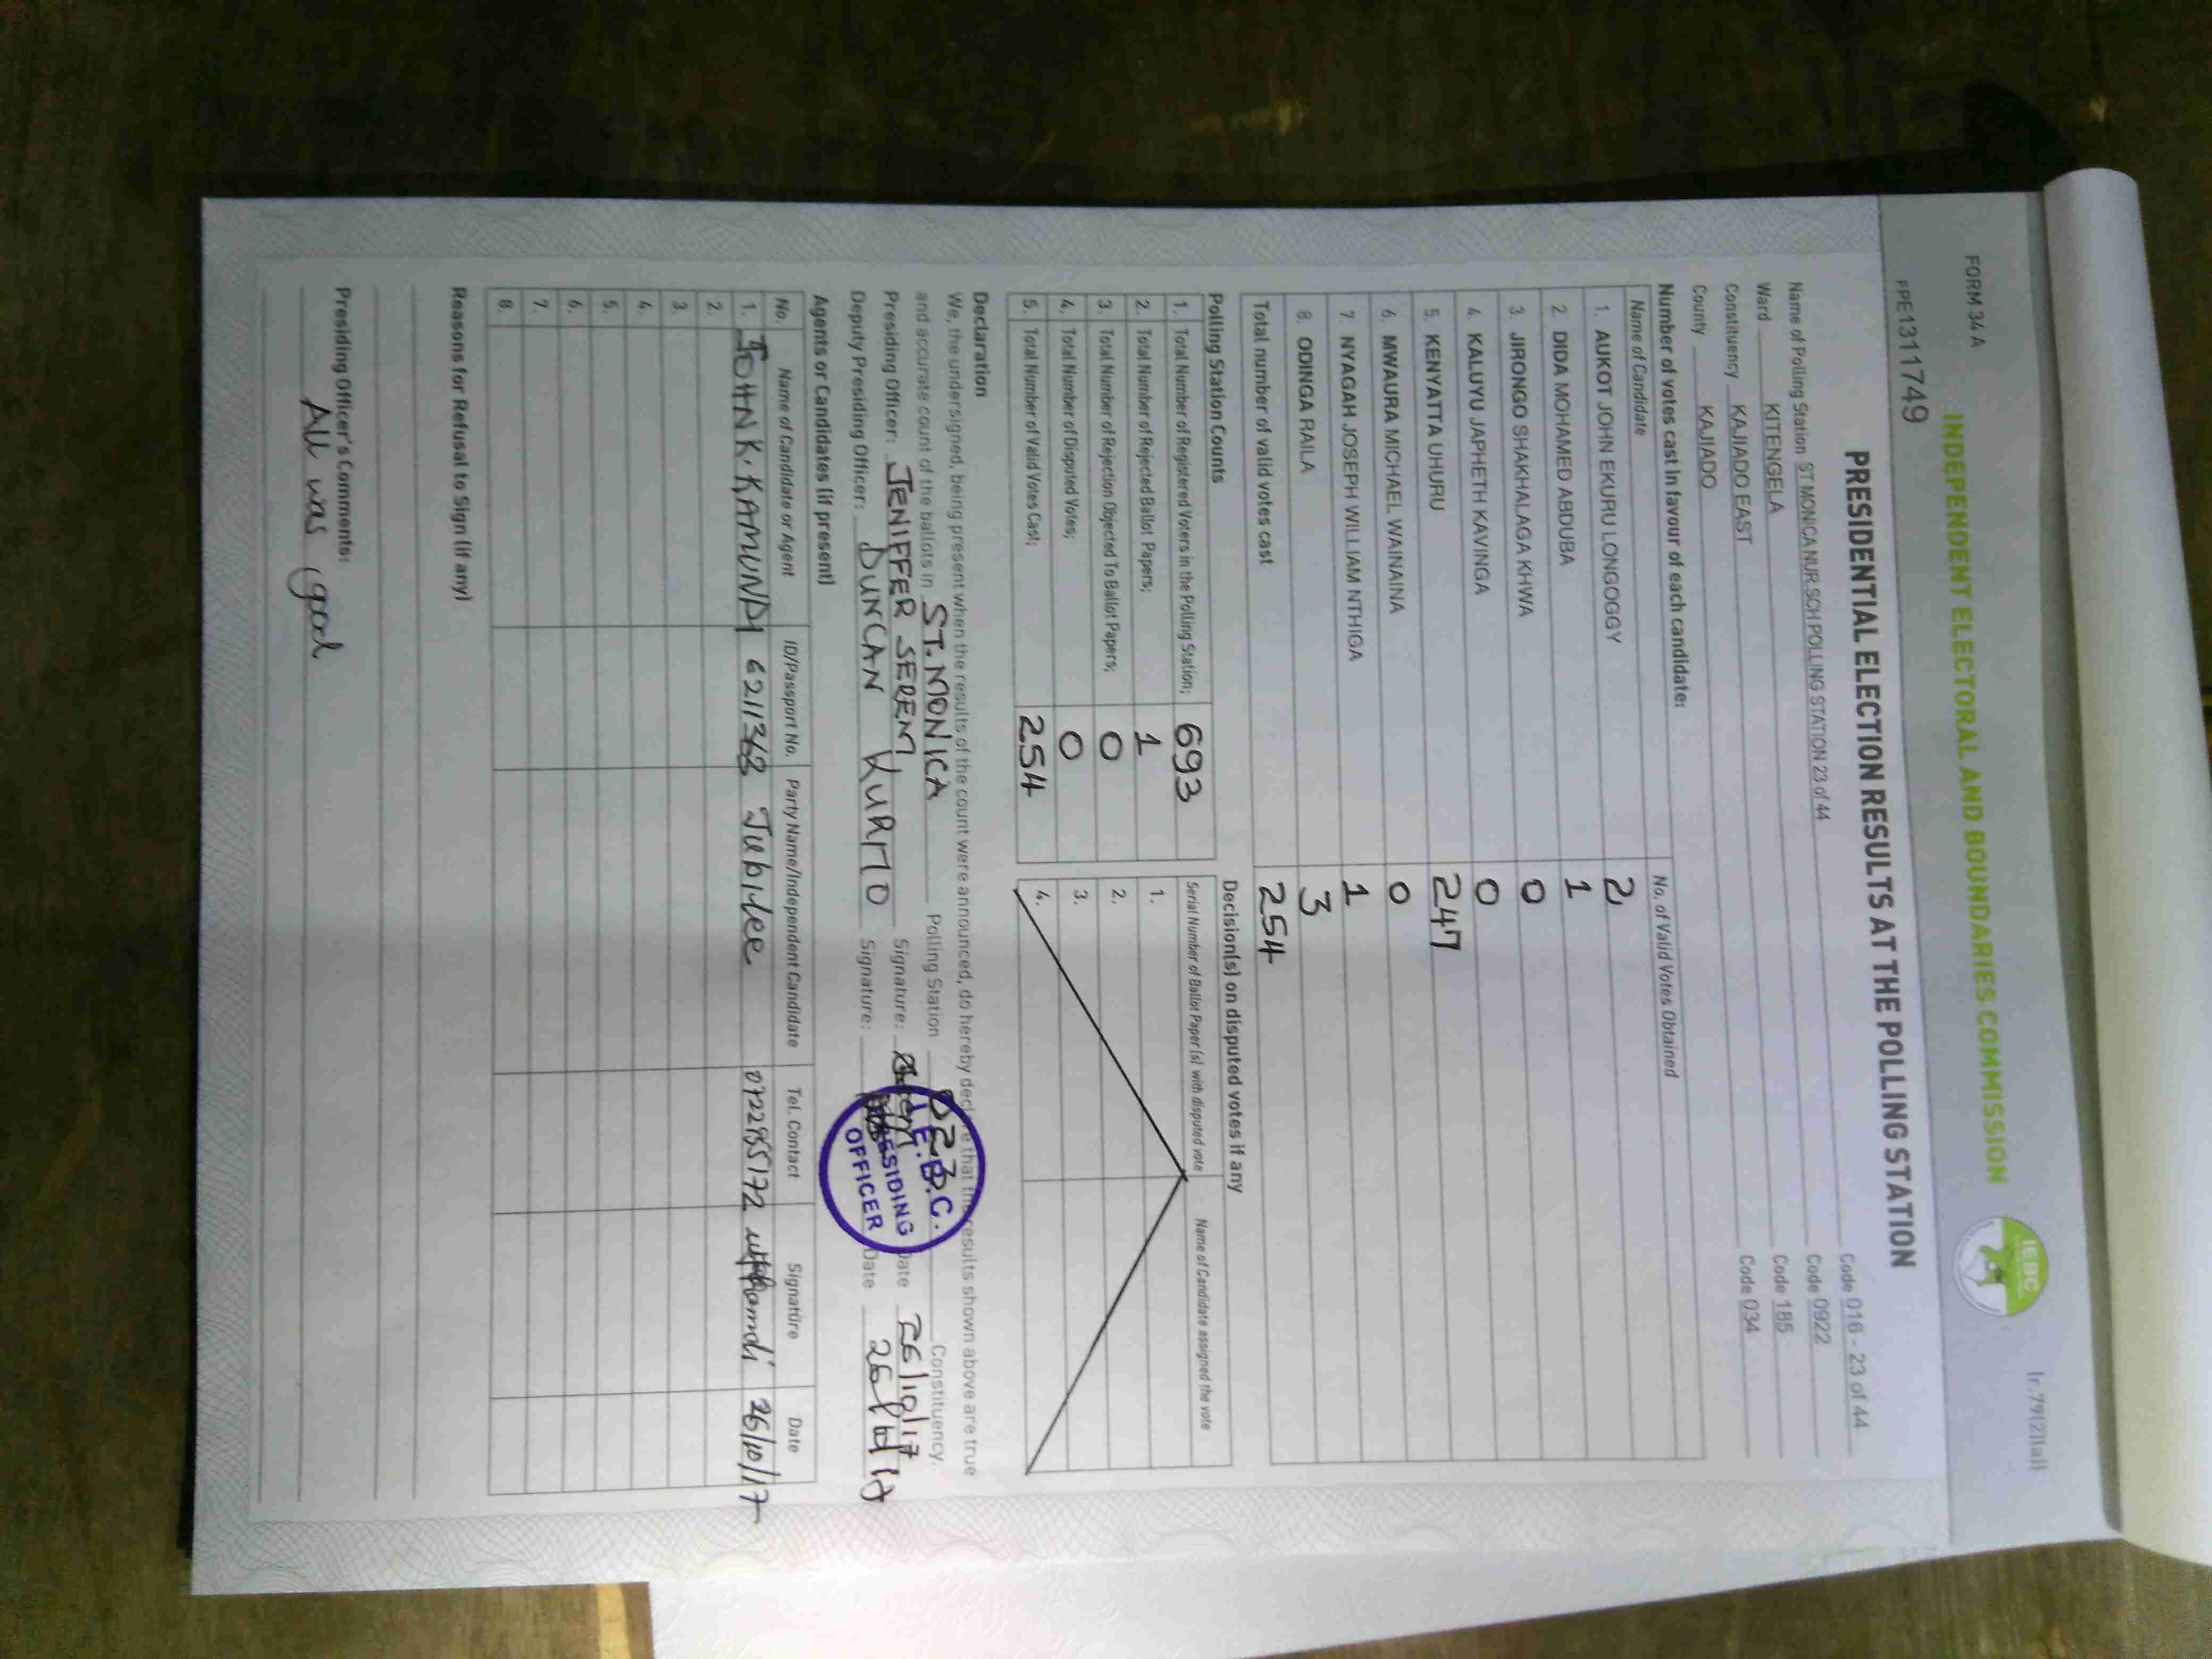 FORM 34 A
INDEPENDENT ELECTORAL AND BOUNDARIES COMMISSION
IEBC
(r.79(2)(a))
PE1311749
PRESIDENTIAL ELECTION RESULTS AT THE POLLING STATION
Name of Polling Station ST MONICA NUR.SCH POLLING STATION 23 of 44 Code 016 - 23 of 44
Ward KITENGELA Code 0922
Constituency KAJIADO EAST Code 185
County KAJIADO Code 034
Number of votes cast in favour of each candidate:
Name of Candidate No. of Valid Votes Obtained
1. AUKOT JOHN EKURU LONGOGGY 2
2. DIDA MOHAMED ABDUBA 1
3. JIRONGO SHAKHALAGA KHWA 0
4. KALUYU JAPHETH KAVINGA 0
5. KENYATTA UHURU 247
6. MWAURA MICHAEL WAINAINA 0
7. NYAGAH JOSEPH WILLIAM NTHIGA 1
8. ODINGA RAILA 3
Total number of valid votes cast 254
Polling Station Counts
1. Total Number of Registered Voters in the Polling Station; 693
2. Total Number of Rejected Ballot Papers; 1
3. Total Number of Rejection Objected To Ballot Papers; 0
4. Total Number of Disputed Votes; 0
5. Total Number of Valid Votes Cast; 254
Decision(s) on disputed votes if any
Serial Number of Ballot Paper (s) with disputed vote Name of Candidate assigned the vote
1.
2.
3.
4.
Declaration
We, the undersigned, being present when the results of the count were announced, do hereby declare that the results shown above are true
and accurate count of the ballots in ST. MONICA Polling Station Constituency.
Presiding Officer: JENIFFER SEREM Signature: Date 26/10/17
Deputy Presiding Officer: DUNCAN Signature: Date 26/10/17
I.E.B.C.
PRESIDING
OFFICER
Agents or Candidates (if present)
No. Name of Candidate or Agent ID/Passport No. Party Name/Independent Candidate Tel. Contact Signature Date
1. JOHN K. KAMUNDI 6211368 Jubilee 0722955172 26/10/17
2.
3.
4.
5.
6.
7.
8.
Reasons for Refusal to Sign (if any)
Presiding Officer's Comments:
All was good